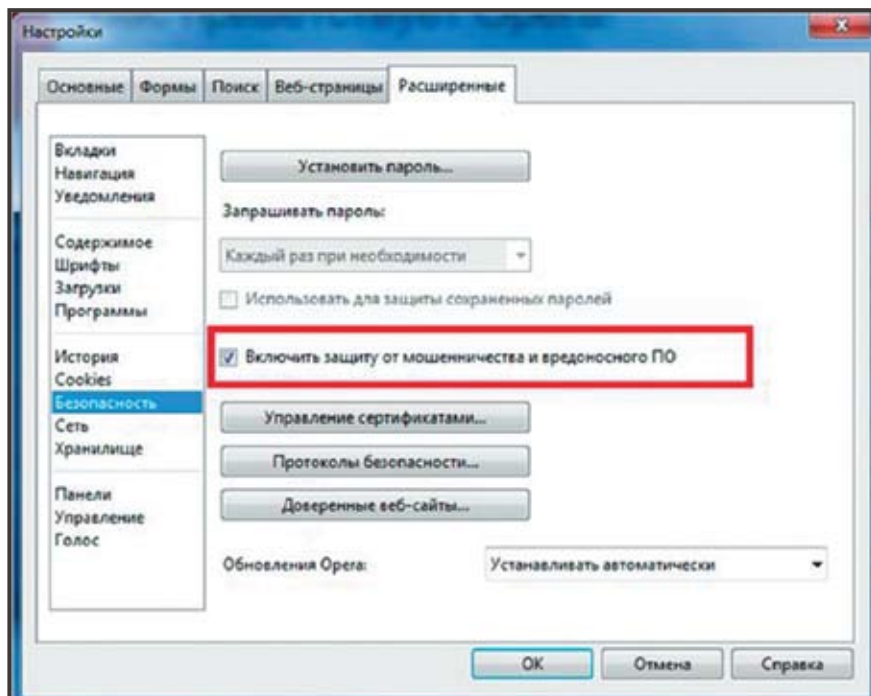 Настройки
Основные Формы Поиск Веб-страницы Расширенные
Вкладки
Навигация
Уведомления
Содержимое
Шрифты
Загрузки
Программы
История
Cookies
Безопасность
Сеть
Хранилище
Панели
Управление
Голос
Установить пароль...
Запрашивать пароль:
Каждый раз при необходимости
Использовать для защиты сохраненных паролей
Включить защиту от мошенничества и вредоносного ПО
Управление сертификатами...
Протоколы безопасности...
Доверенные веб-сайты...
Обновления Opera: Устанавливать автоматически
OK Отмена Справка